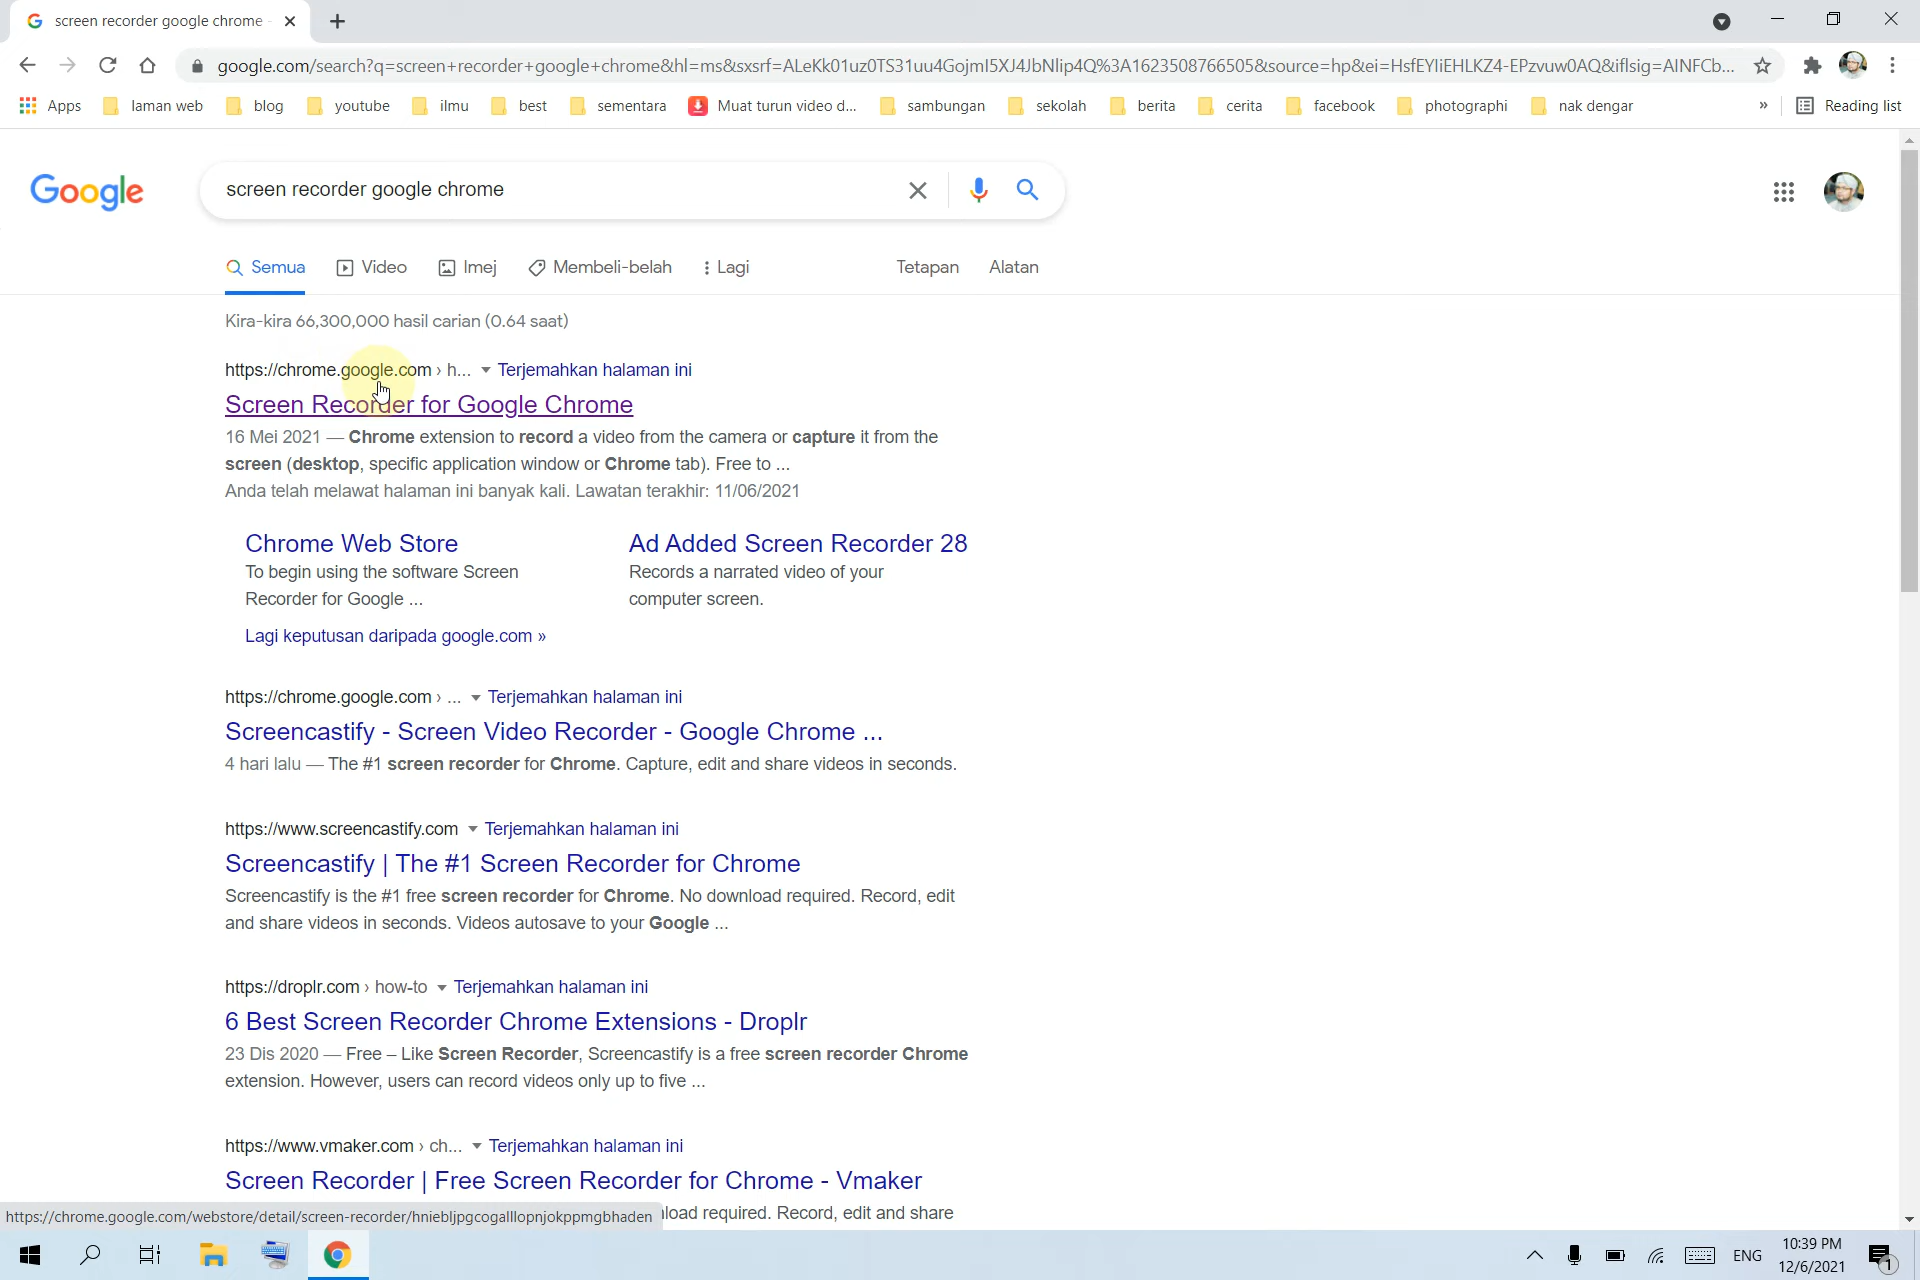 screen recorder google chrome -
google.com/search?q=screen+recorder+google+chrome&hl=ms&sxsrf=ALeKk01uz0TS31uu4GojmI5XJ4JbNlip4Q%3A1623508766505&source=hp&ei=HsfEYIiEHLKZ4-EPzvuw0AQ&iflsig=AINFCb...
Apps laman web blog youtube ilmu best sementara Muat turun video d... sambungan sekolah berita cerita facebook photographi nak dengar » Reading list
Google
screen recorder google chrome
Semua Video Imej Membeli-belah Lagi Tetapan Alatan
Kira-kira 66,300,000 hasil carian (0.64 saat)
https://chrome.google.com › h... Terjemahkan halaman ini
Screen Recorder for Google Chrome
16 Mei 2021 — Chrome extension to record a video from the camera or capture it from the
screen (desktop, specific application window or Chrome tab). Free to ...
Anda telah melawat halaman ini banyak kali. Lawatan terakhir: 11/06/2021
Chrome Web Store
To begin using the software Screen
Recorder for Google ...
Ad Added Screen Recorder 28
Records a narrated video of your
computer screen.
Lagi keputusan daripada google.com »
https://chrome.google.com › ... Terjemahkan halaman ini
Screencastify - Screen Video Recorder - Google Chrome ...
4 hari lalu — The #1 screen recorder for Chrome. Capture, edit and share videos in seconds.
https://www.screencastify.com Terjemahkan halaman ini
Screencastify | The #1 Screen Recorder for Chrome
Screencastify is the #1 free screen recorder for Chrome. No download required. Record, edit
and share videos in seconds. Videos autosave to your Google ...
https://droplr.com › how-to Terjemahkan halaman ini
6 Best Screen Recorder Chrome Extensions - Droplr
23 Dis 2020 — Free – Like Screen Recorder, Screencastify is a free screen recorder Chrome
extension. However, users can record videos only up to five ...
https://www.vmaker.com › ch... Terjemahkan halaman ini
Screen Recorder | Free Screen Recorder for Chrome - Vmaker
load required. Record, edit and share
https://chrome.google.com/webstore/detail/screen-recorder/hniebljpgcogalllopnjokppmgbhaden
ENG
10:39 PM
12/6/2021
1